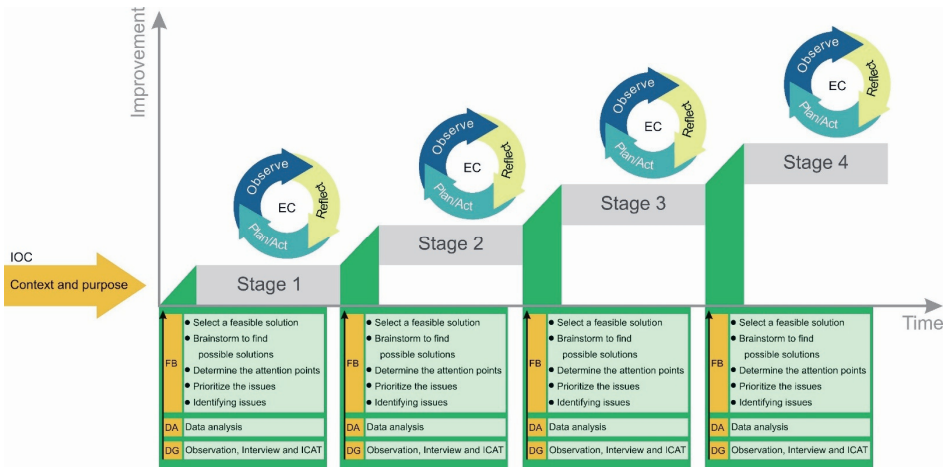 Improvement
Observe
Reflect
Plan/Act
EC
Observe
Reflect
Plan/Act
EC
Observe
Reflect
Plan/Act
EC
Observe
Reflect
Plan/Act
EC
Stage 4
Stage 3
Stage 2
Stage 1
IOC
Context and purpose
Time
FB
● Select a feasible solution
● Brainstorm to find
possible solutions
● Determine the attention points
● Prioritize the issues
● Identifying issues
DA
Data analysis
DG
Observation, Interview and ICAT
FB
● Select a feasible solution
● Brainstorm to find
possible solutions
● Determine the attention points
● Prioritize the issues
● Identifying issues
DA
Data analysis
DG
Observation, Interview and ICAT
FB
● Select a feasible solution
● Brainstorm to find
possible solutions
● Determine the attention points
● Prioritize the issues
● Identifying issues
DA
Data analysis
DG
Observation, Interview and ICAT
FB
● Select a feasible solution
● Brainstorm to find
possible solutions
● Determine the attention points
● Prioritize the issues
● Identifying issues
DA
Data analysis
DG
Observation, Interview and ICAT